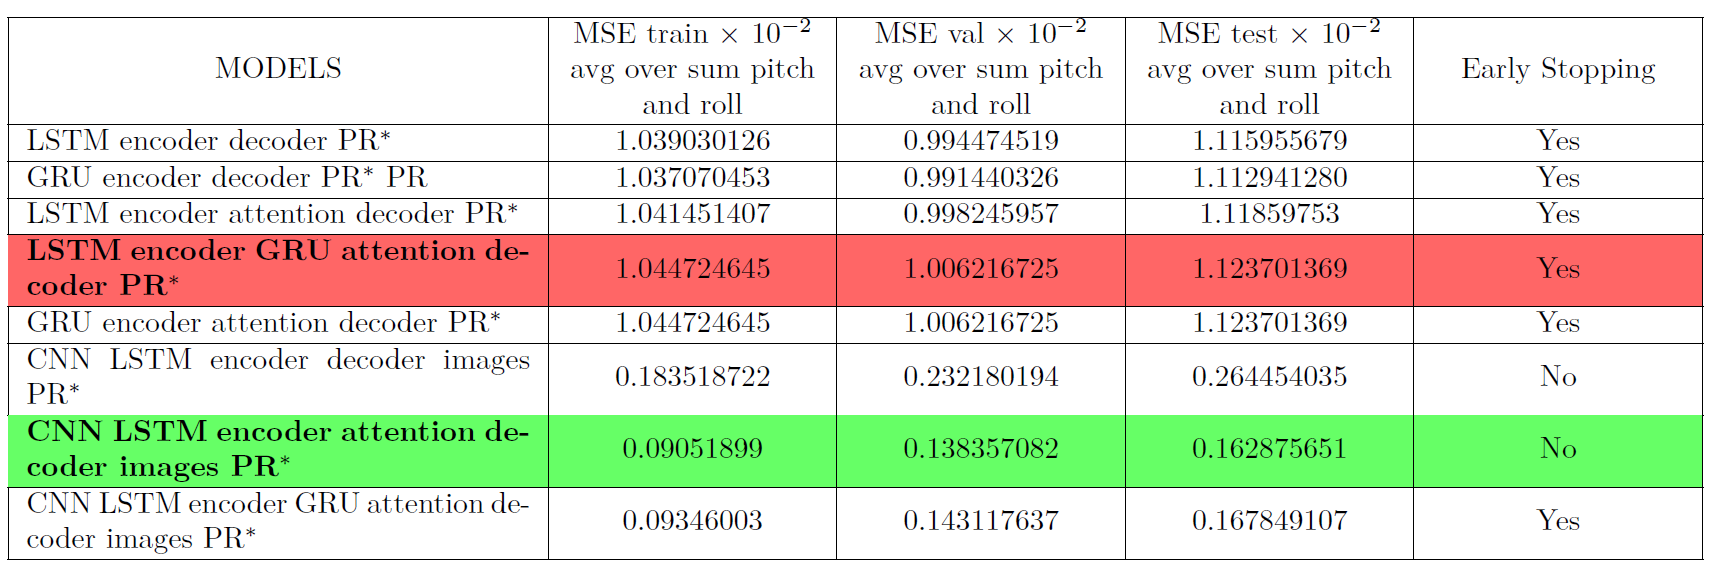 MODELS
MSE train × 10⁻²
avg over sum pitch
and roll
MSE val × 10⁻²
avg over sum pitch
and roll
MSE test × 10⁻²
avg over sum pitch
and roll
Early Stopping
LSTM encoder decoder PR* 1.039030126 0.994474519 1.115955679 Yes
GRU encoder decoder PR* PR 1.037070453 0.991440326 1.112941280 Yes
LSTM encoder attention decoder PR* 1.041451407 0.998245957 1.11859753 Yes
LSTM encoder GRU attention de-
coder PR* 1.044724645 1.006216725 1.123701369 Yes
GRU encoder attention decoder PR* 1.044724645 1.006216725 1.123701369 Yes
CNN LSTM encoder decoder images
PR* 0.183518722 0.232180194 0.264454035 No
CNN LSTM encoder attention de-
coder images PR* 0.09051899 0.138357082 0.162875651 No
CNN LSTM encoder GRU attention de-
coder images PR* 0.09346003 0.143117637 0.167849107 Yes